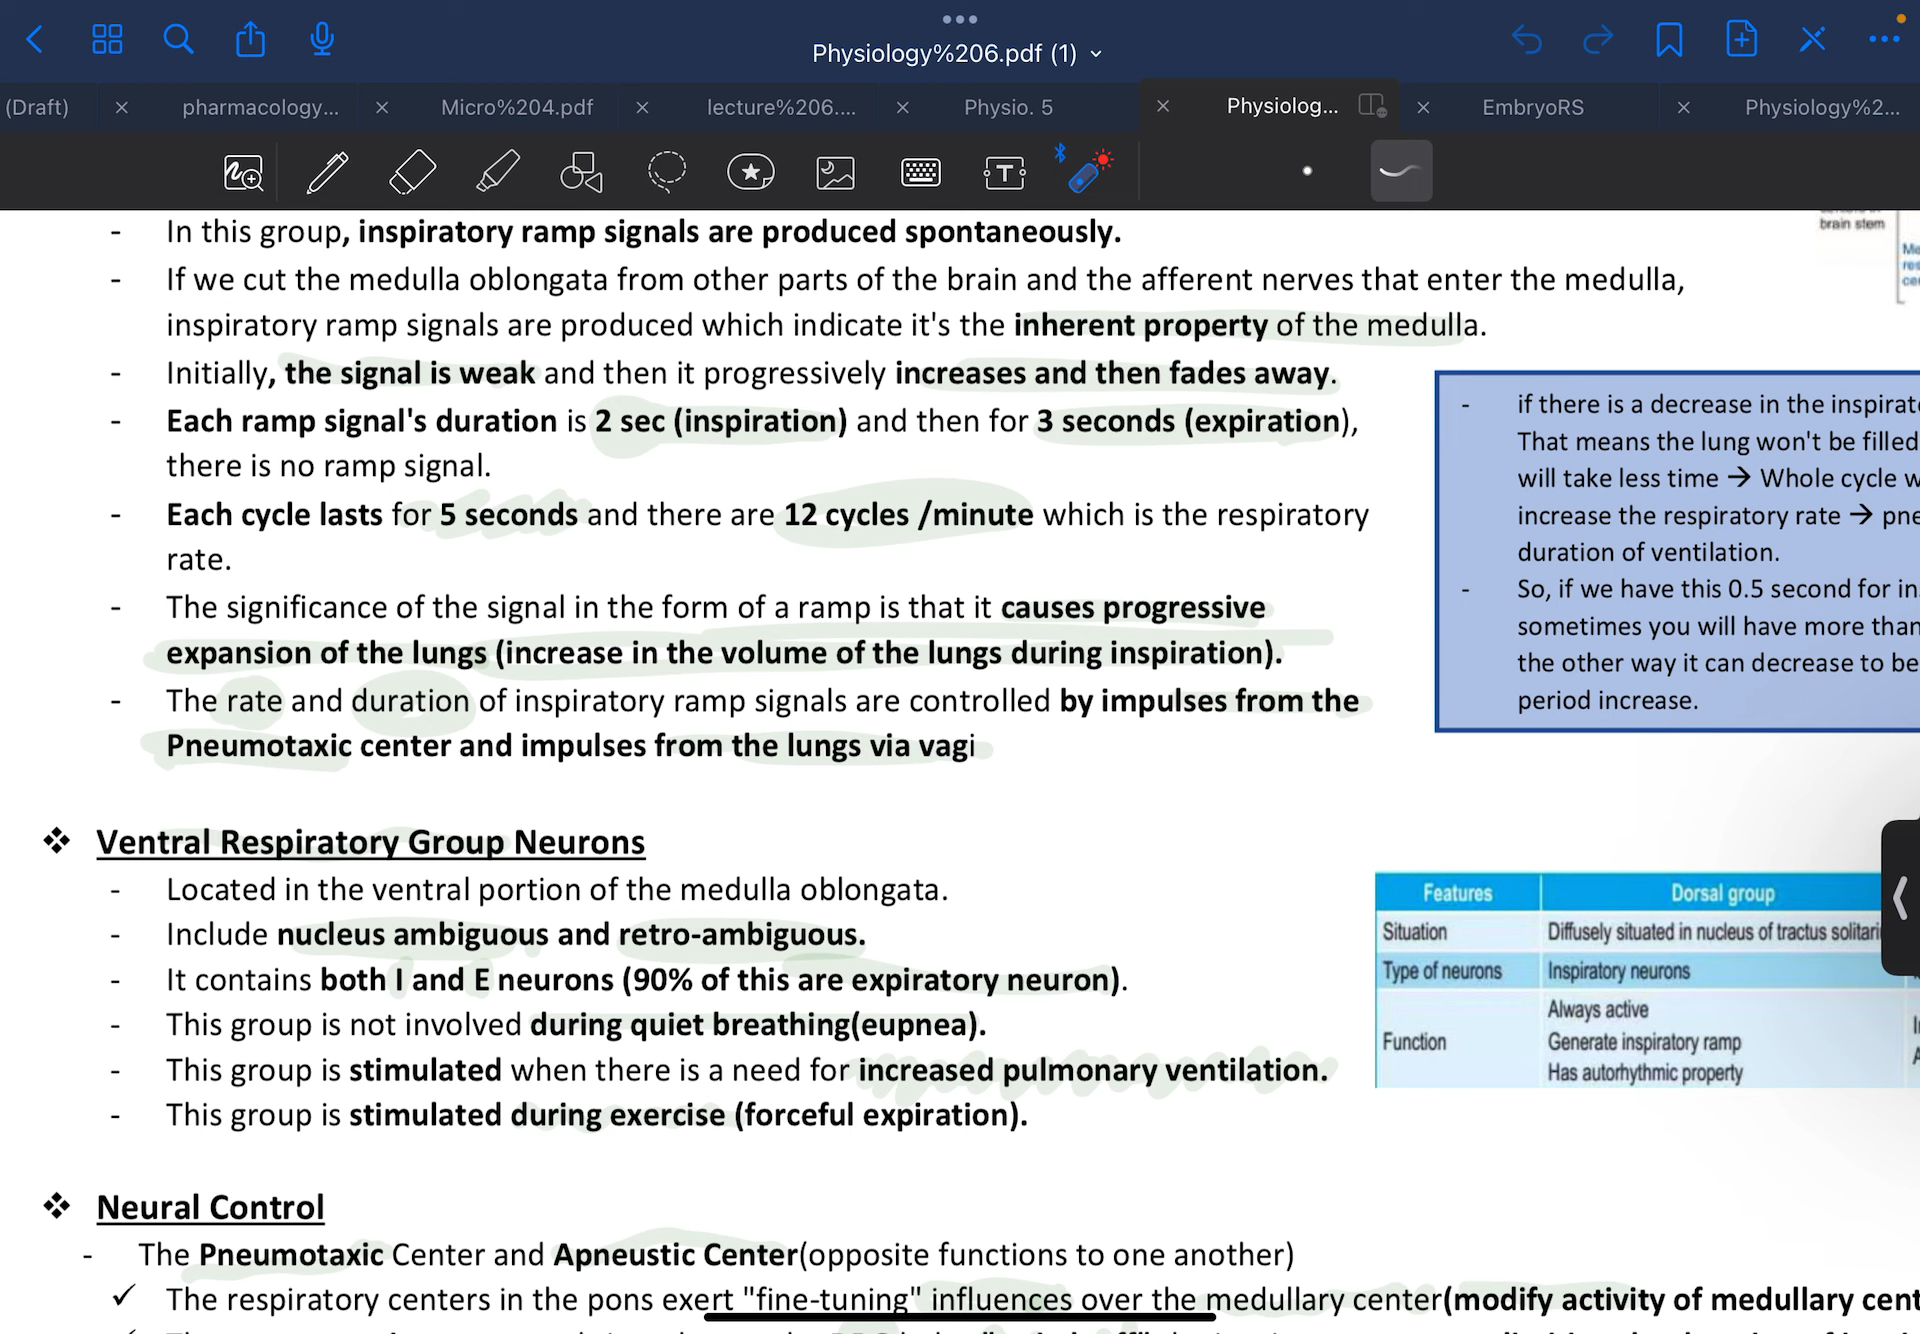 Physiology%206.pdf (1)
(Draft)
pharmacology...
Micro%204.pdf
lecture%206....
Physio. 5
Physiolog...
EmbryoRS
Physiology%2...
- In this group, inspiratory ramp signals are produced spontaneously.
- If we cut the medulla oblongata from other parts of the brain and the afferent nerves that enter the medulla,
inspiratory ramp signals are produced which indicate it's the inherent property of the medulla.
- Initially, the signal is weak and then it progressively increases and then fades away.
- Each ramp signal's duration is 2 sec (inspiration) and then for 3 seconds (expiration),
there is no ramp signal.
- Each cycle lasts for 5 seconds and there are 12 cycles /minute which is the respiratory
rate.
- The significance of the signal in the form of a ramp is that it causes progressive
expansion of the lungs (increase in the volume of the lungs during inspiration).
- The rate and duration of inspiratory ramp signals are controlled by impulses from the
Pneumotaxic center and impulses from the lungs via vagi
brain stem
- if there is a decrease in the
That means the lung won't be filled
will take less time → Whole cycle
increase the respiratory rate →
duration of ventilation.
- So, if we have this 0.5 second for
sometimes you will have more than
the other way it can decrease to be
period increase.
❖ Ventral Respiratory Group Neurons
- Located in the ventral portion of the medulla oblongata.
- Include nucleus ambiguous and retro-ambiguous.
- It contains both I and E neurons (90% of this are expiratory neuron).
- This group is not involved during quiet breathing(eupnea).
- This group is stimulated when there is a need for increased pulmonary ventilation.
- This group is stimulated during exercise (forceful expiration).
Features Dorsal group
Situation Diffusely situated in nucleus of tractus
Type of neurons Inspiratory neurons
Always active
Function Generate inspiratory ramp
Has autorhythmic property
❖ Neural Control
- The Pneumotaxic Center and Apneustic Center(opposite functions to one another)
✓ The respiratory centers in the pons exert "fine-tuning" influences over the medullary center(modify activity of medullary